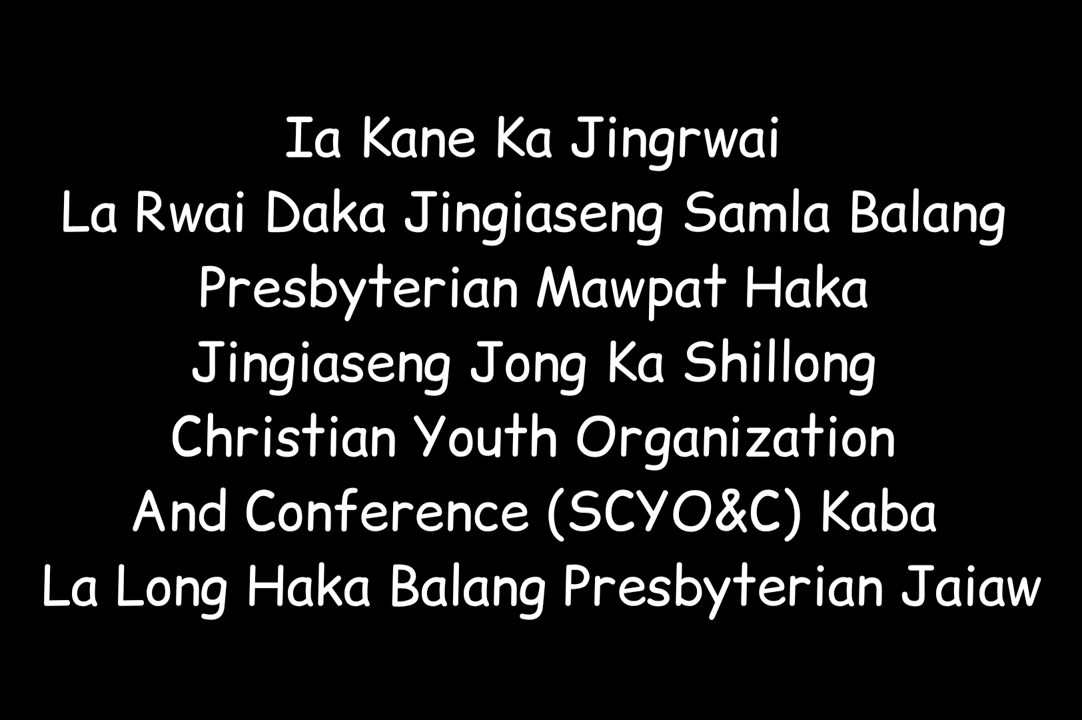 Ia Kane Ka Jingrwai
La Rwai Daka Jingiaseng Samla Balang
Presbyterian Mawpat Haka
Jingiaseng Jong Ka Shillong
Christian Youth Organization
And Conference (SCYO&C) Kaba
La Long Haka Balang Presbyterian Jaiaw